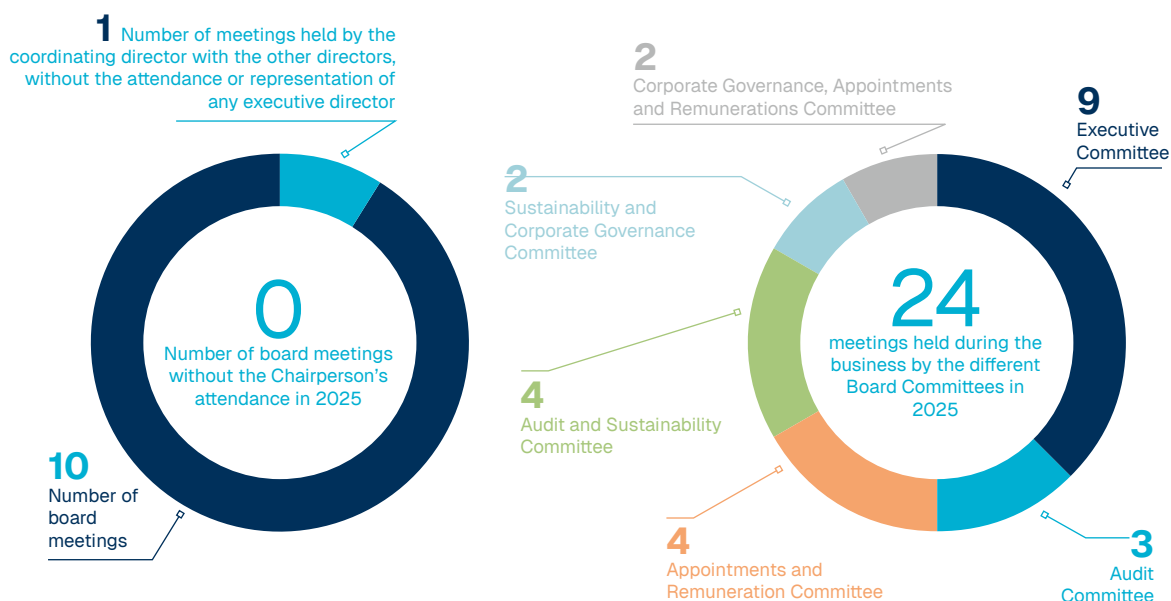 1 Number of meetings held by the
coordinating director with the other directors,
without the attendance or representation of
any executive director
0
Number of board meetings
without the Chairperson's
attendance in 2025
10
Number of
board
meetings
2
Corporate Governance, Appointments
and Remunerations Committee
9
Executive
Committee
2
Sustainability and
Corporate Governance
Committee
24
meetings held during the
business by the different
Board Committees in
2025
4
Audit and Sustainability
Committee
4
Appointments and
Remuneration Committee
3
Audit
Committee